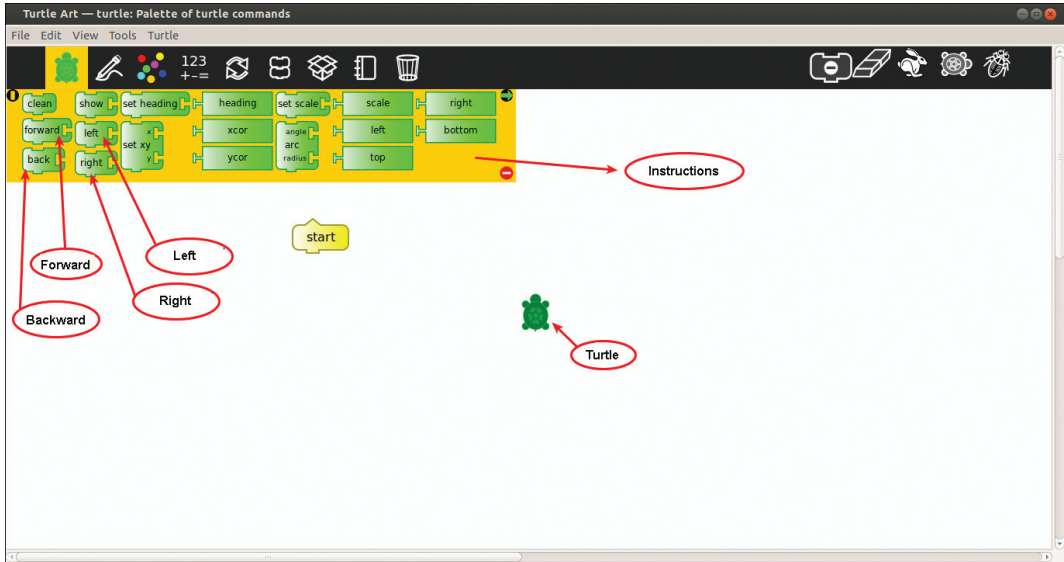 Turtle Art — turtle: Palette of turtle commands
File Edit View Tools Turtle
123
+-=
clean show set heading heading set scale scale right
forward left x xcor angle left bottom
set xy arc
back right y ycor radius top
Instructions
start
Forward
Left
Right
Backward
Turtle